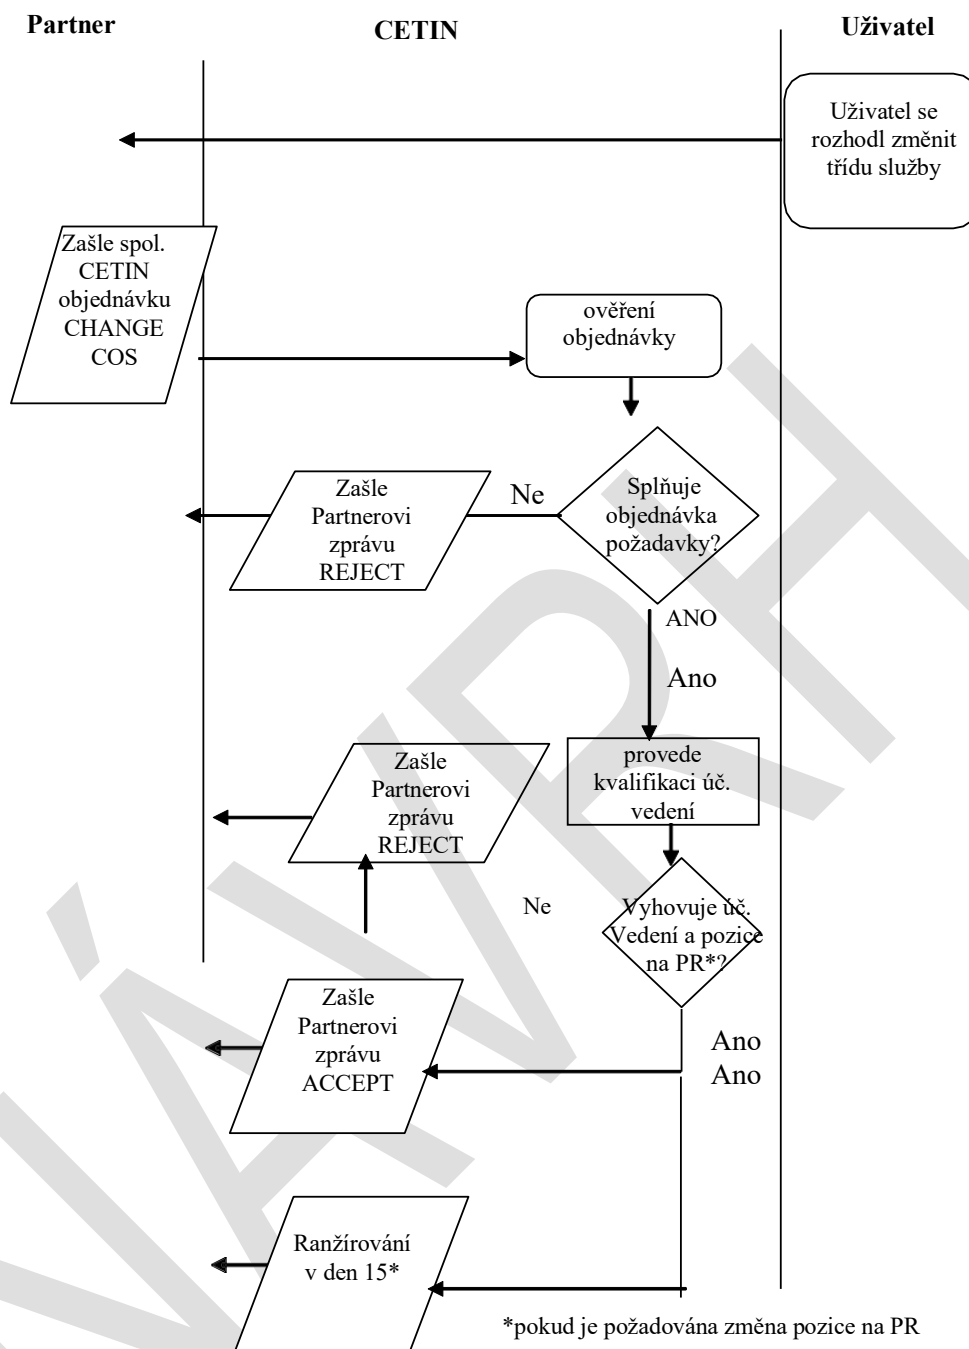 Partner
CETIN
Uživatel
Uživatel se
rozhodl změnit
třídu služby
Zašle spol.
CETIN
objednávku
CHANGE
COS
ověření
objednávky
Splňuje
objednávka
požadavky?
Ne
Zašle
Partnerovi
zprávu
REJECT
ANO
Ano
provede
kvalifikaci úč.
vedení
Zašle
Partnerovi
zprávu
REJECT
Ne
Vyhovuje úč.
Vedení a pozice
na PR*?
Zašle
Partnerovi
zprávu
ACCEPT
Ano
Ano
Ranžírování
v den 15*
*pokud je požadována změna pozice na PR
NÁVRH